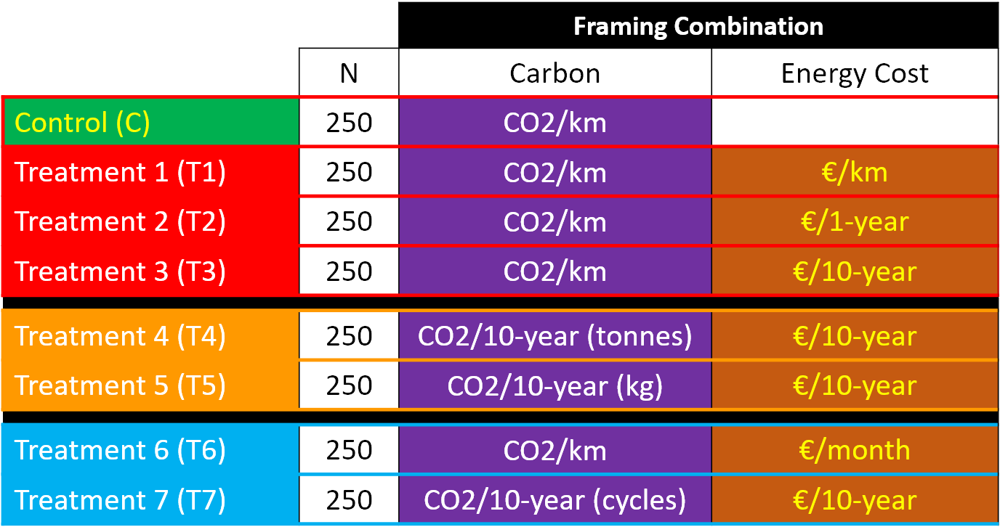 Framing Combination
N Carbon Energy Cost
Control (C) 250 CO2/km
Treatment 1 (T1) 250 CO2/km €/km
Treatment 2 (T2) 250 CO2/km €/1-year
Treatment 3 (T3) 250 CO2/km €/10-year
Treatment 4 (T4) 250 CO2/10-year (tonnes) €/10-year
Treatment 5 (T5) 250 CO2/10-year (kg) €/10-year
Treatment 6 (T6) 250 CO2/km €/month
Treatment 7 (T7) 250 CO2/10-year (cycles) €/10-year